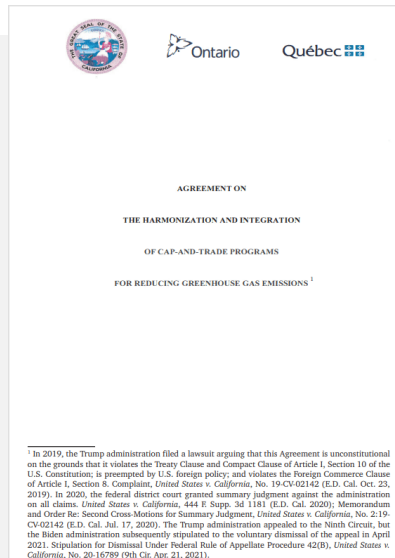 THE GREAT SEAL OF THE STATE OF CALIFORNIA
Ontario
Québec
AGREEMENT ON
THE HARMONIZATION AND INTEGRATION
OF CAP-AND-TRADE PROGRAMS
FOR REDUCING GREENHOUSE GAS EMISSIONS 1
1 In 2019, the Trump administration filed a lawsuit arguing that this Agreement is unconstitutional
on the grounds that it violates the Treaty Clause and Compact Clause of Article I, Section 10 of the
U.S. Constitution; is preempted by U.S. foreign policy; and violates the Foreign Commerce Clause
of Article I, Section 8. Complaint, United States v. California, No. 19-CV-02142 (E.D. Cal. Oct. 23,
2019). In 2020, the federal district court granted summary judgment against the administration
on all claims. United States v. California, 444 F. Supp. 3d 1181 (E.D. Cal. 2020); Memorandum
and Order Re: Second Cross-Motions for Summary Judgment, United States v. California, No. 2:19-
CV-02142 (E.D. Cal. Jul. 17, 2020). The Trump administration appealed to the Ninth Circuit, but
the Biden administration subsequently stipulated to the voluntary dismissal of the appeal in April
2021. Stipulation for Dismissal Under Federal Rule of Appellate Procedure 42(B), United States v.
California, No. 20-16789 (9th Cir. Apr. 21, 2021).